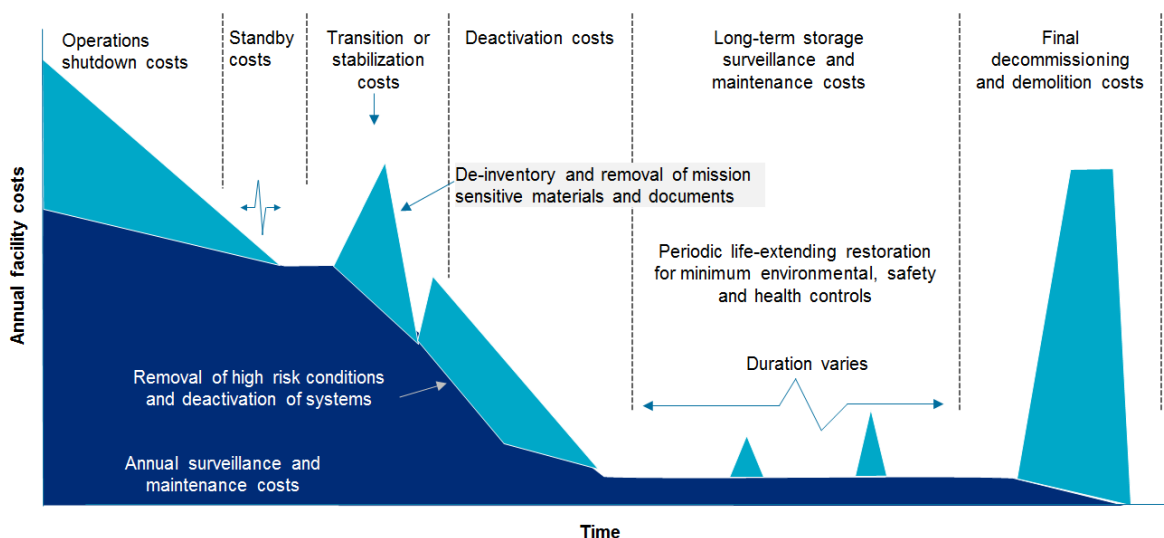 Operations
shutdown costs
Standby
costs
Transition or
stabilization
costs
Deactivation costs
Long-term storage
surveillance and
maintenance costs
Final
decommissioning
and demolition costs
De-inventory and removal of mission
sensitive materials and documents
Periodic life-extending restoration
for minimum environmental, safety
and health controls
Duration varies
Removal of high risk conditions
and deactivation of systems
Annual surveillance and
maintenance costs
Annual facility costs
Time